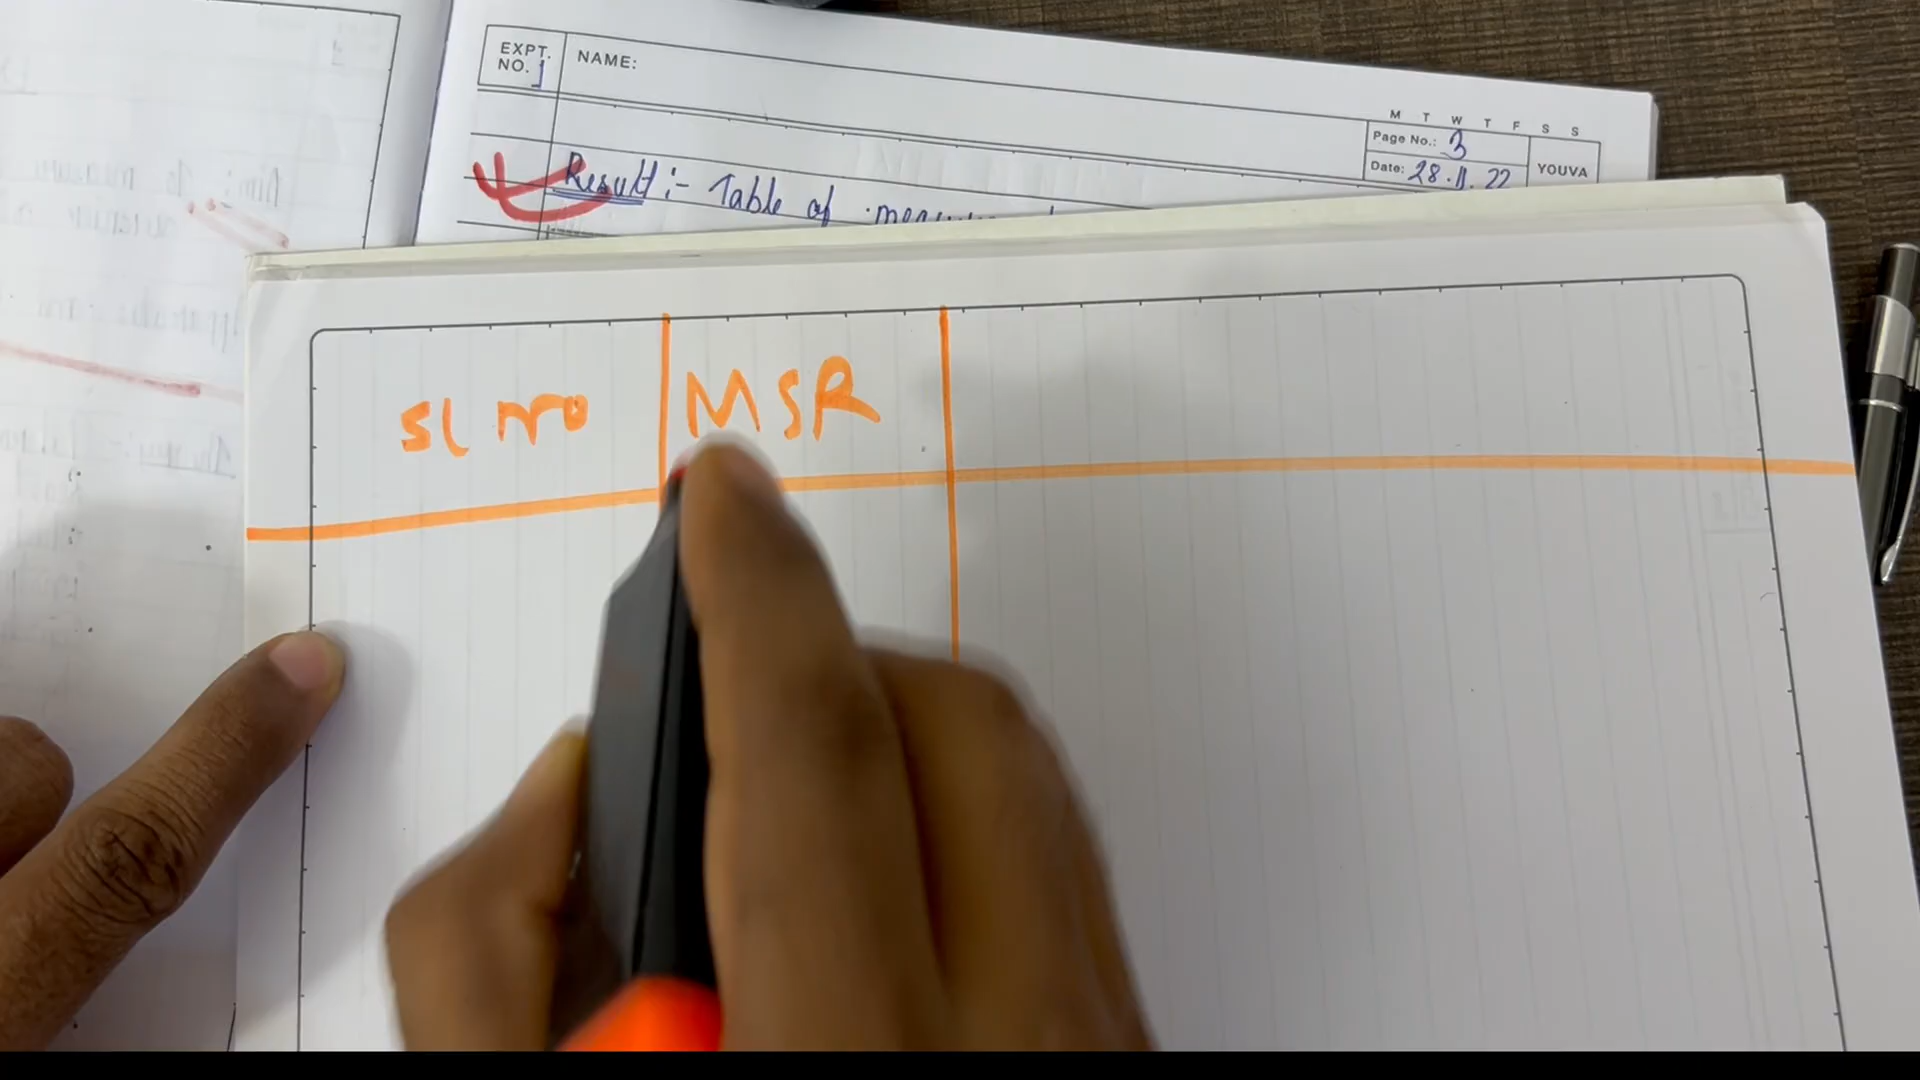 EXPT. NO. 1
NAME:
M T W T F S S
Page No.: 3
Date: 28.11.22
YOUVA
Result :- Table of
Sl no MSR